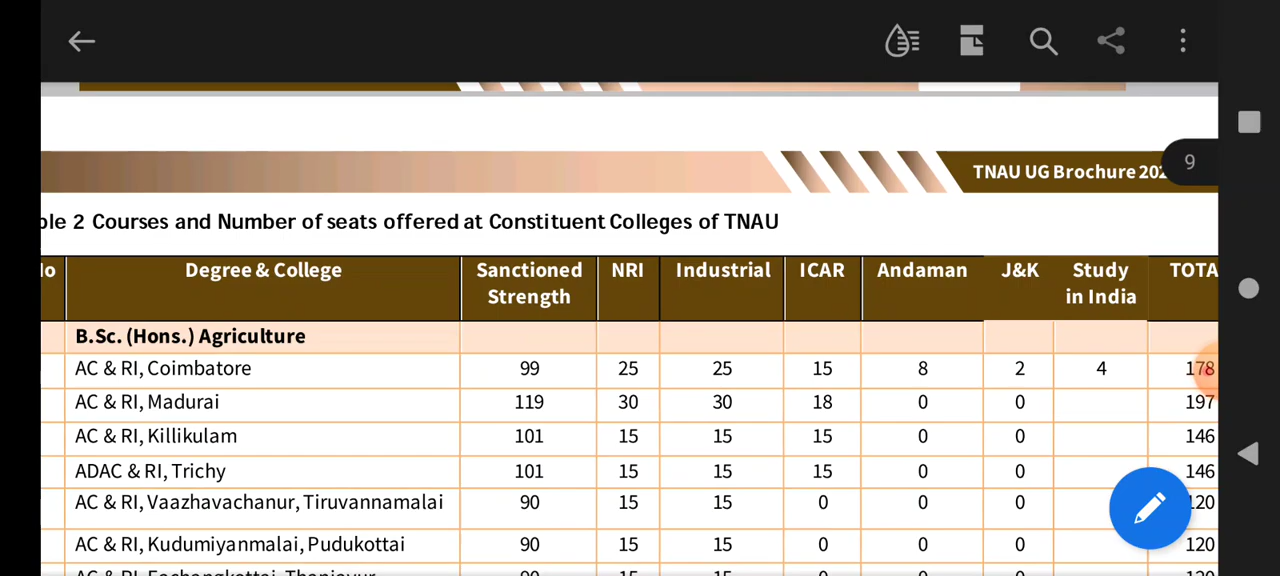 TNAU UG Brochure 202
9
ble 2 Courses and Number of seats offered at Constituent Colleges of TNAU
No Degree & College Sanctioned Strength NRI Industrial ICAR Andaman J&K Study in India TOTA
B.Sc. (Hons.) Agriculture
AC & RI, Coimbatore 99 25 25 15 8 2 4 178
AC & RI, Madurai 119 30 30 18 0 0 197
AC & RI, Killikulam 101 15 15 15 0 0 146
ADAC & RI, Trichy 101 15 15 15 0 0 146
AC & RI, Vaazhavachanur, Tiruvannamalai 90 15 15 0 0 0 120
AC & RI, Kudumiyanmalai, Pudukottai 90 15 15 0 0 0 120